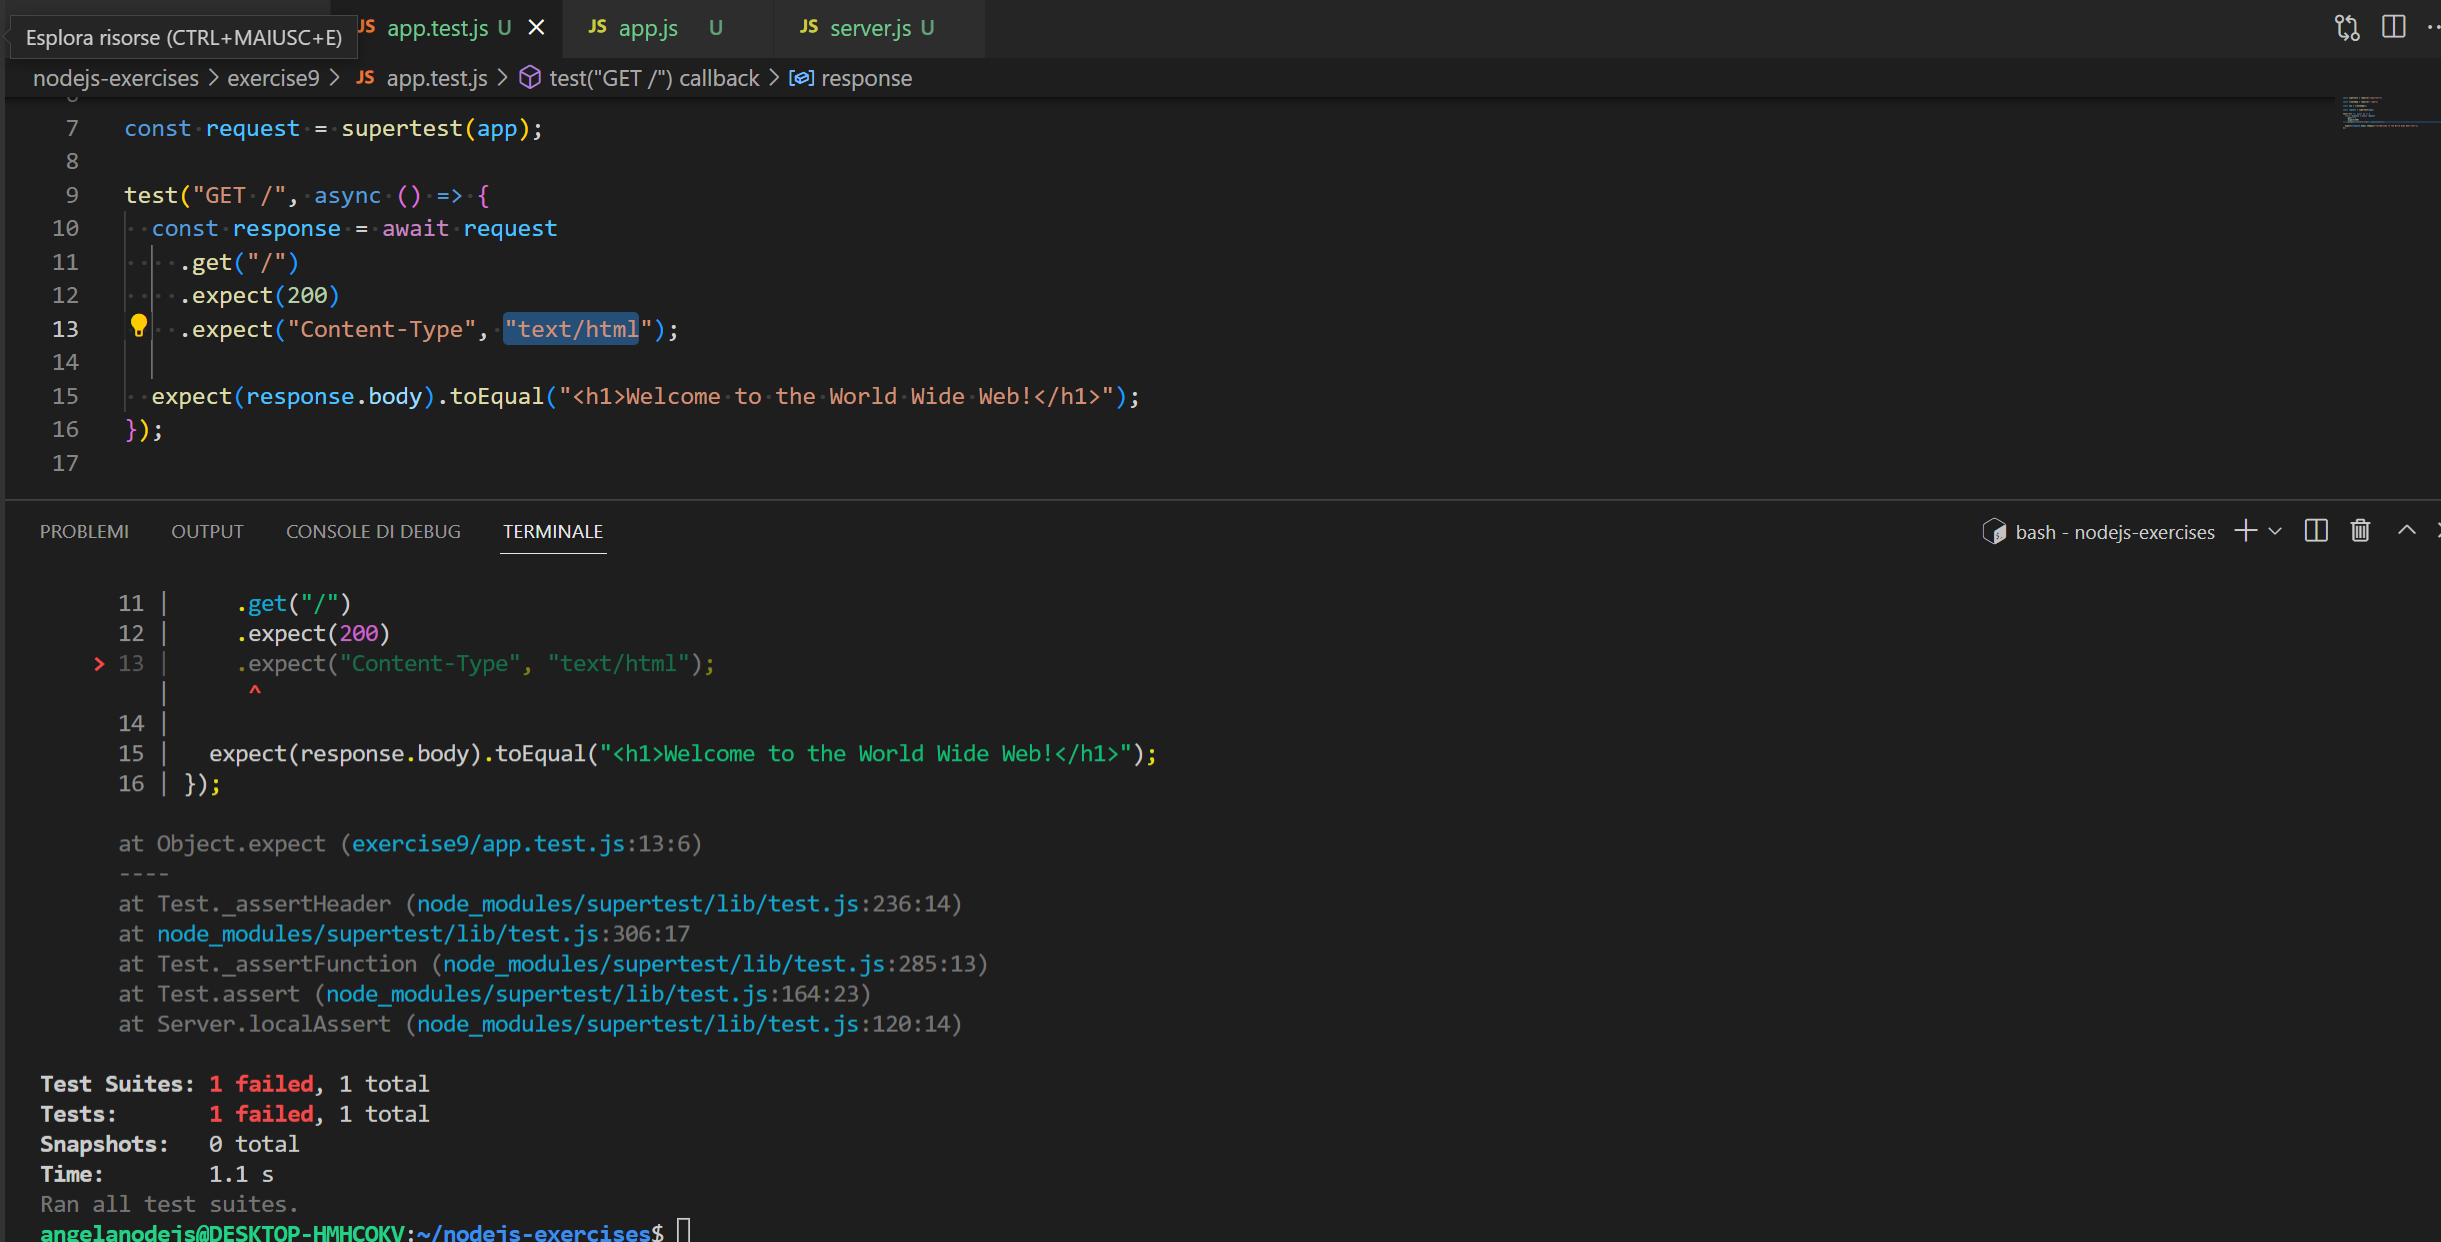 Esplora risorse (CTRL+MAIUSC+E)
JS app.test.js U
JS app.js U
JS server.js U
nodejs-exercises > exercise9 > JS app.test.js > test("GET /") callback > response
7 const request = supertest(app);
8
9 test("GET /", async () => {
10 const response = await request
11 .get("/")
12 .expect(200)
13 .expect("Content-Type", "text/html");
14
15 expect(response.body).toEqual("<h1>Welcome to the World Wide Web!</h1>");
16 });
17
PROBLEMI OUTPUT CONSOLE DI DEBUG TERMINALE
bash - nodejs-exercises
11 | .get("/")
12 | .expect(200)
> 13 | .expect("Content-Type", "text/html");
| ^
14 |
15 | expect(response.body).toEqual("<h1>Welcome to the World Wide Web!</h1>");
16 | });
at Object.expect (exercise9/app.test.js:13:6)
----
at Test._assertHeader (node_modules/supertest/lib/test.js:236:14)
at node_modules/supertest/lib/test.js:306:17
at Test._assertFunction (node_modules/supertest/lib/test.js:285:13)
at Test.assert (node_modules/supertest/lib/test.js:164:23)
at Server.localAssert (node_modules/supertest/lib/test.js:120:14)
Test Suites: 1 failed, 1 total
Tests: 1 failed, 1 total
Snapshots: 0 total
Time: 1.1 s
Ran all test suites.
angelanodejs@DESKTOP-HMHCOKV:~/nodejs-exercises$